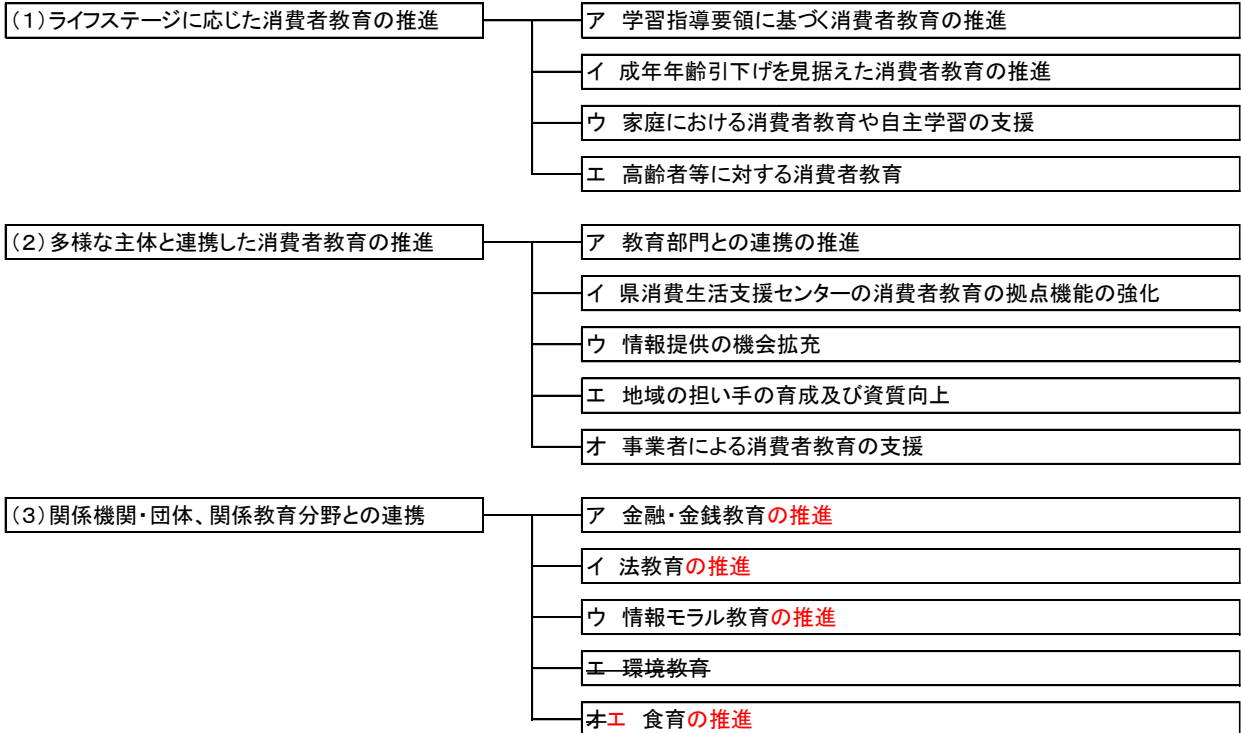 (1)ライフステージに応じた消費者教育の推進
ア 学習指導要領に基づく消費者教育の推進
イ 成年年齢引下げを見据えた消費者教育の推進
ウ 家庭における消費者教育や自主学習の支援
エ 高齢者等に対する消費者教育
(2)多様な主体と連携した消費者教育の推進
ア 教育部門との連携の推進
イ 県消費生活支援センターの消費者教育の拠点機能の強化
ウ 情報提供の機会拡充
エ 地域の担い手の育成及び資質向上
オ 事業者による消費者教育の支援
(3)関係機関・団体、関係教育分野との連携
ア 金融・金銭教育の推進
イ 法教育の推進
ウ 情報モラル教育の推進
エ 環境教育
オエ 食育の推進